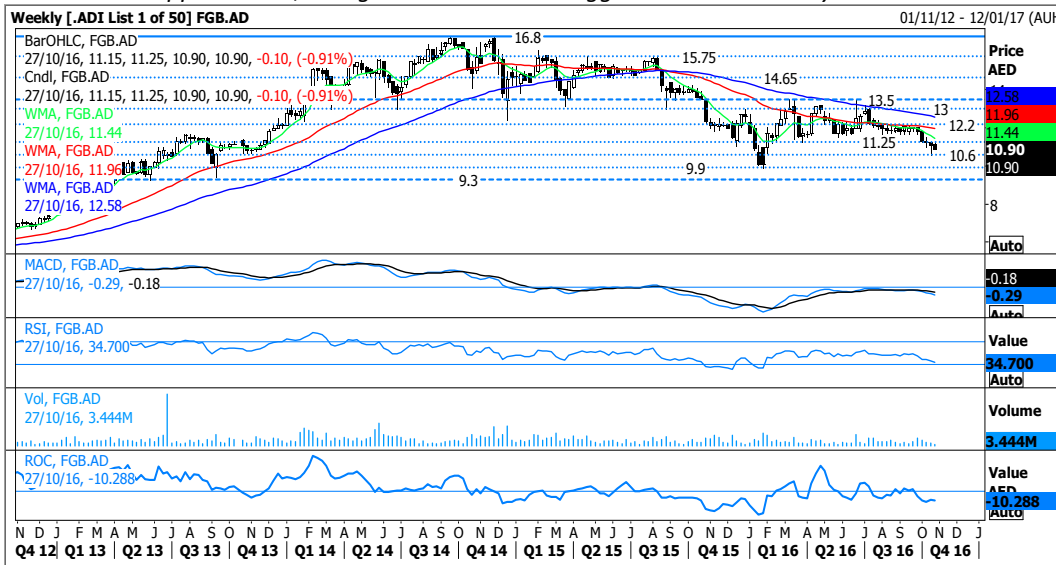 Weekly [.ADI List 1 of 50] FGB.AD
01/11/12 - 12/01/17 (AUH
BarOHLC, FGB.AD
27/10/16, 11.15, 11.25, 10.90, 10.90, -0.10, (-0.91%)
Cndl, FGB.AD
27/10/16, 11.15, 11.25, 10.90, 10.90, -0.10, (-0.91%)
WMA, FGB.AD
27/10/16, 11.44
WMA, FGB.AD
27/10/16, 11.96
WMA, FGB.AD
27/10/16, 12.58
16.8
15.75
14.65
13.5
13
12.2
11.25
10.6
9.9
9.3
Price
AED
12.58
11.96
11.44
10.90
10.90
8
Auto
MACD, FGB.AD
27/10/16, -0.29, -0.18
-0.18
-0.29
Auto
RSI, FGB.AD
27/10/16, 34.700
Value
34.700
Auto
Vol, FGB.AD
27/10/16, 3.444M
Volume
3.444M
ROC, FGB.AD
27/10/16, -10.288
Value
AED
-10.288
Auto
N D J F M A M J J A S O N D J F M A M J J A S O N D J F M A M J J A S O N D J F M A M J J A S O N D J
Q4 12 Q1 13 Q2 13 Q3 13 Q4 13 Q1 14 Q2 14 Q3 14 Q4 14 Q1 15 Q2 15 Q3 15 Q4 15 Q1 16 Q2 16 Q3 16 Q4 16